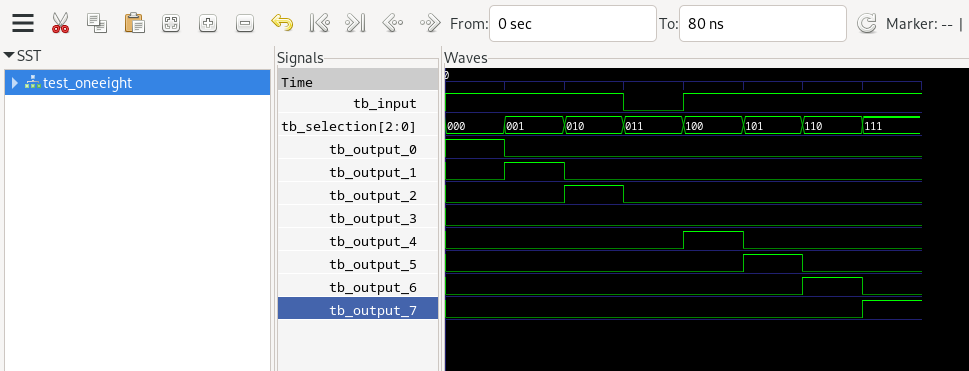 From: 0 sec To: 80 ns Marker: -- |
SST
Signals
Waves
test_oneeight
Time
0
tb_input
tb_selection[2:0]
000 001 010 011 100 101 110 111
tb_output_0
tb_output_1
tb_output_2
tb_output_3
tb_output_4
tb_output_5
tb_output_6
tb_output_7